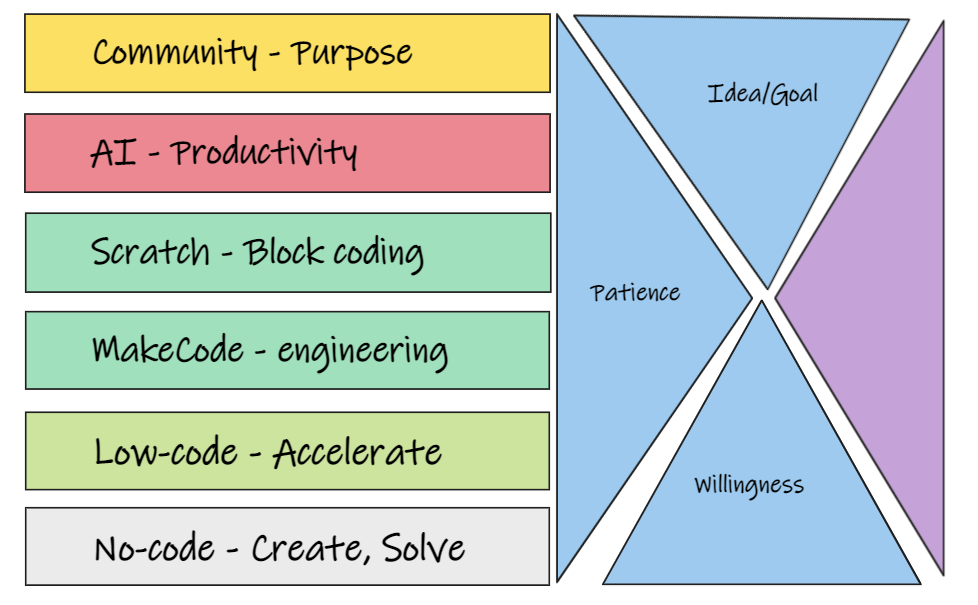 Community - Purpose
AI - Productivity
Scratch - Block coding
MakeCode - engineering
Low-code - Accelerate
No-code - Create, Solve
Idea/Goal
Patience
Willingness